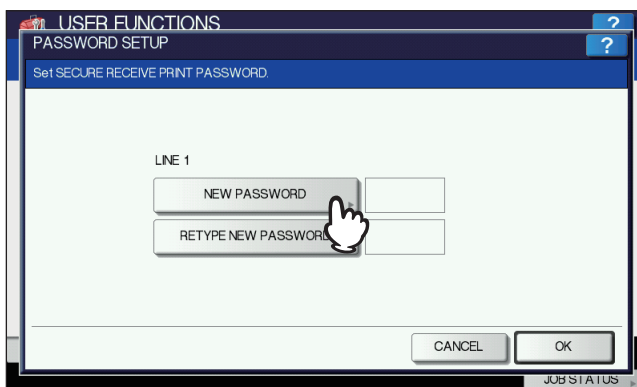 USER FUNCTIONS ?
PASSWORD SETUP ?
Set SECURE RECEIVE PRINT PASSWORD.
LINE 1
NEW PASSWORD
RETYPE NEW PASSWORD
CANCEL OK
JOB STATUS